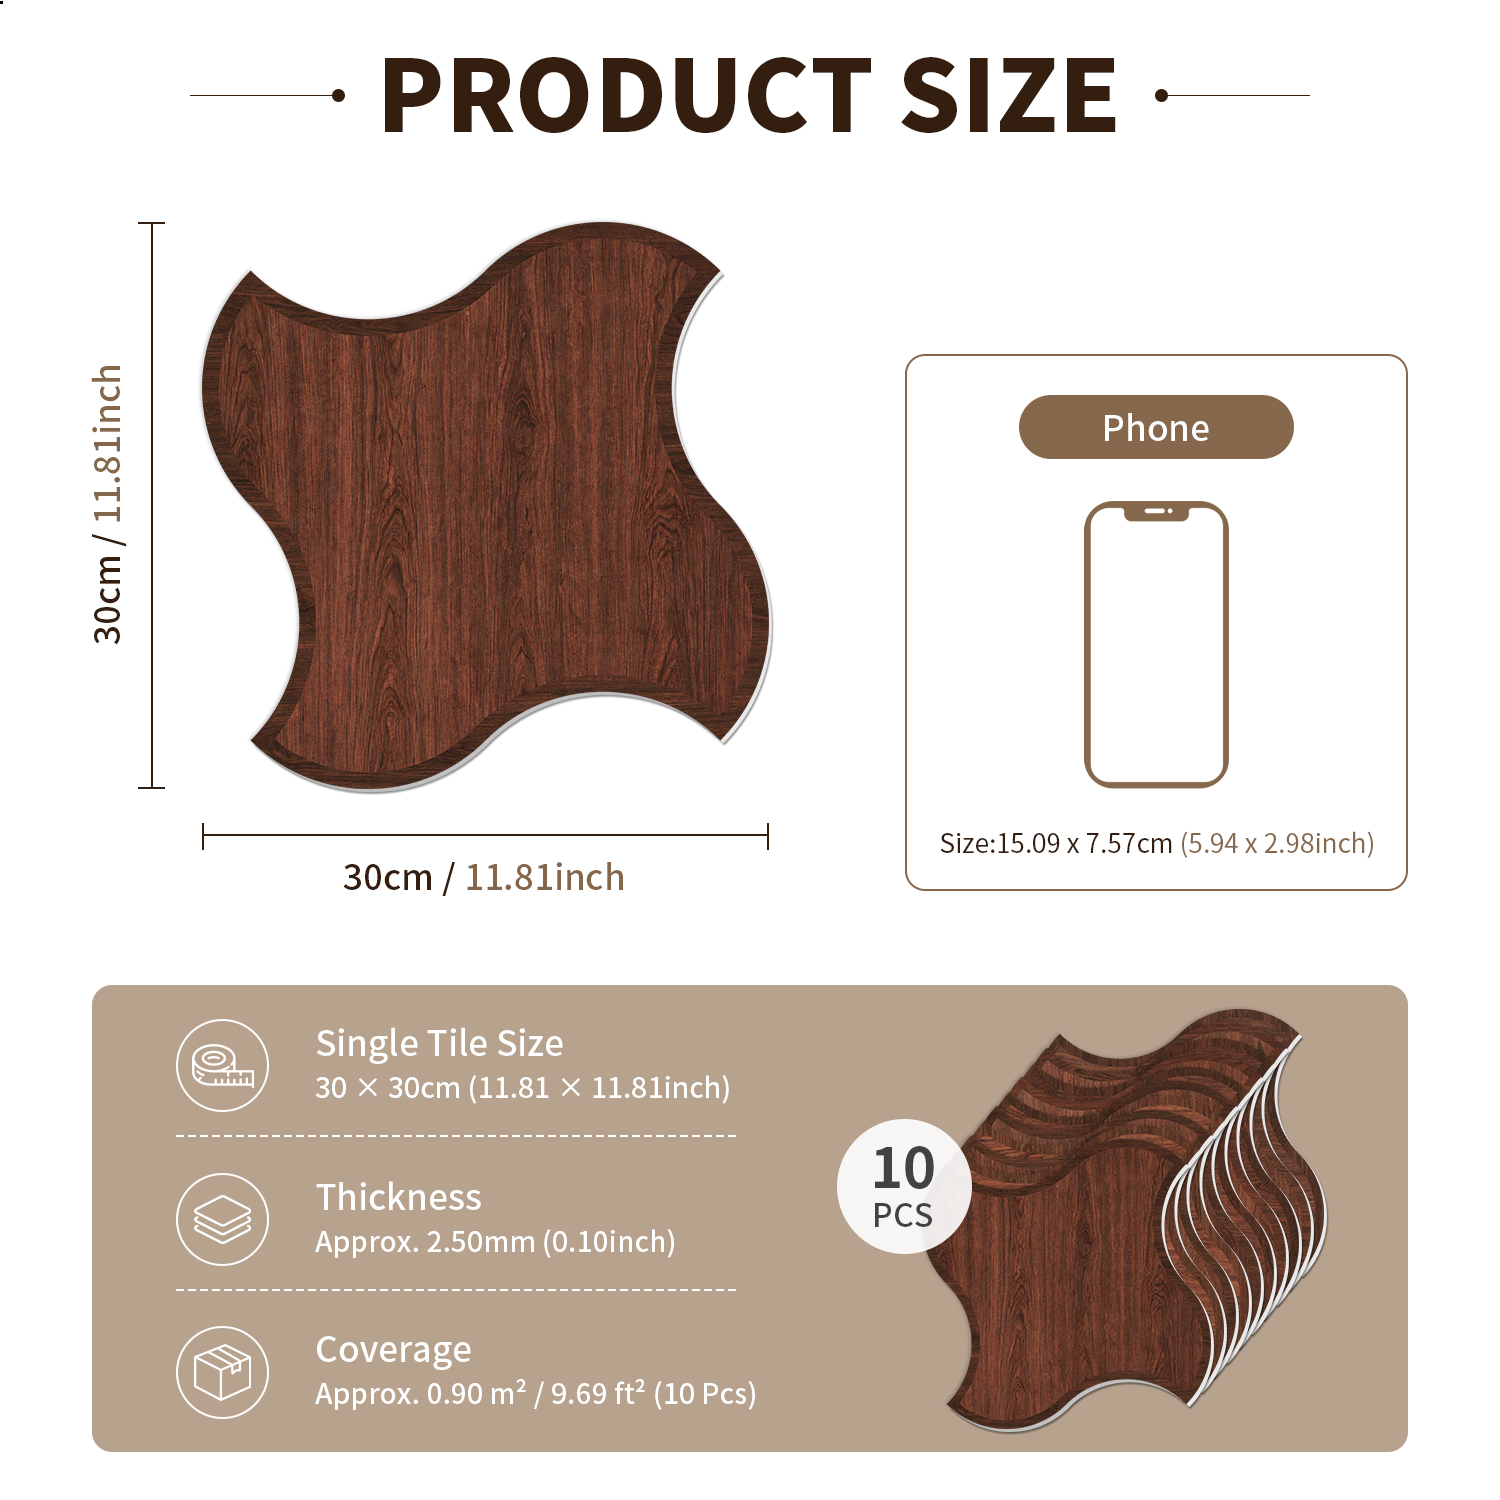 PRODUCT SIZE
30cm / 11.81inch
30cm / 11.81inch
Phone
Size:15.09 x 7.57cm (5.94 x 2.98inch)
Single Tile Size
30 × 30cm (11.81 × 11.81inch)
Thickness
Approx. 2.50mm (0.10inch)
Coverage
Approx. 0.90 m² / 9.69 ft² (10 Pcs)
10
PCS